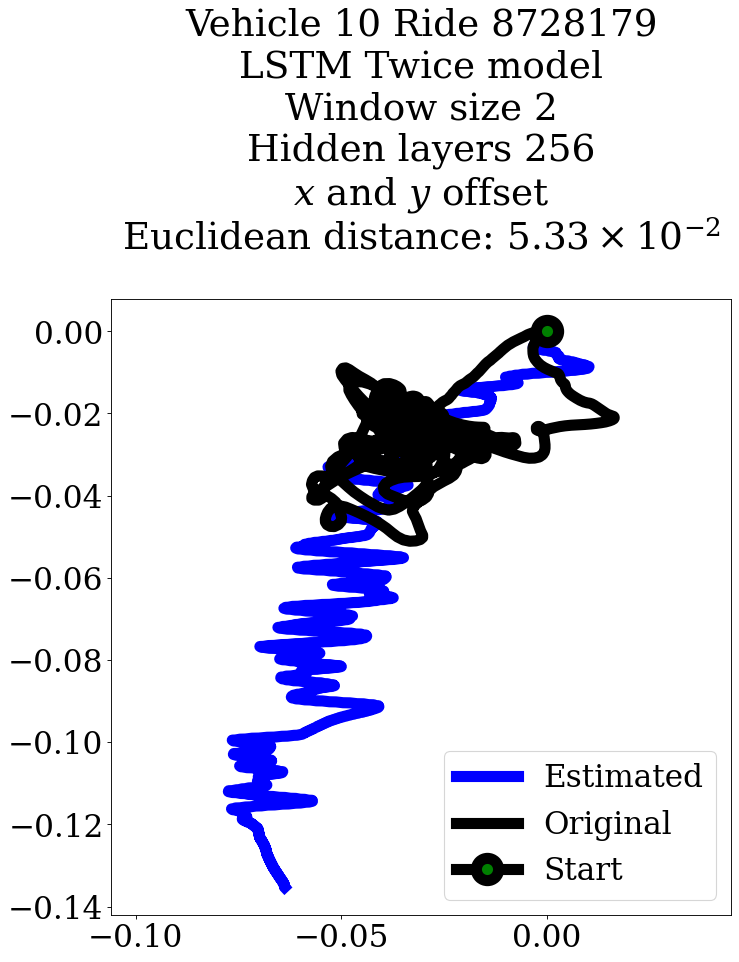 Vehicle 10 Ride 8728179
LSTM Twice model
Window size 2
Hidden layers 256
x and y offset
Euclidean distance: 5.33 × 10⁻²
0.00
−0.02
−0.04
−0.06
−0.08
−0.10
−0.12
−0.14
Estimated
Original
Start
−0.10 −0.05 0.00